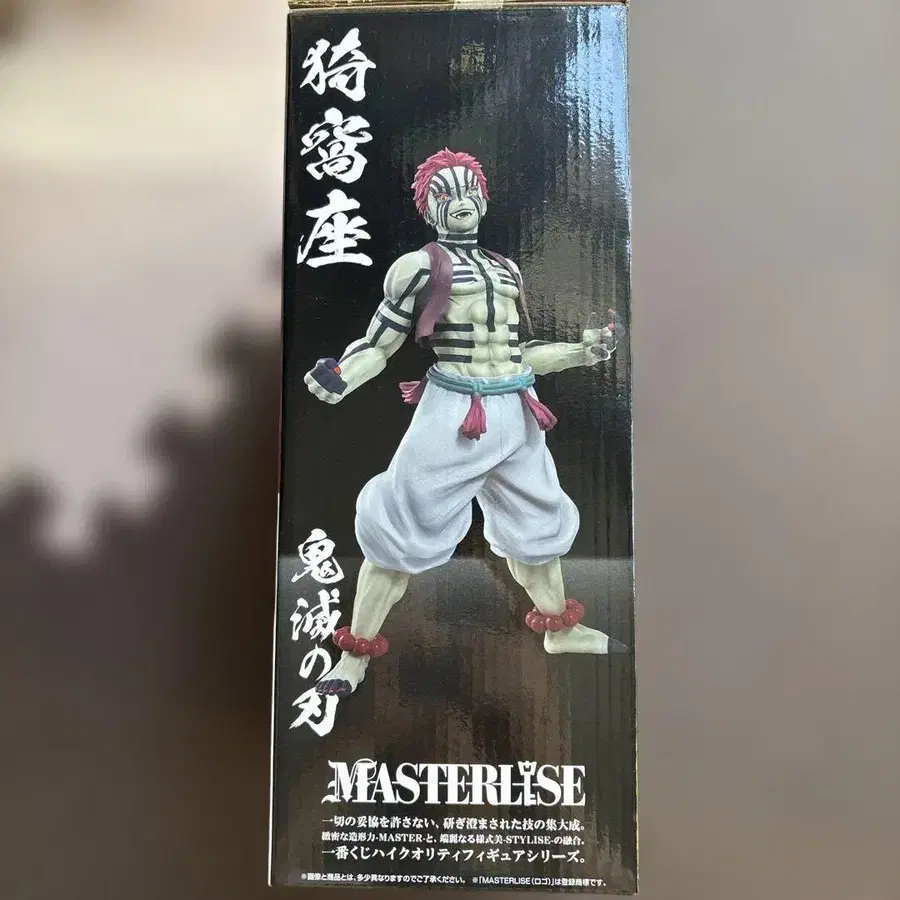 猗窩座
鬼滅の刃
MASTERLISE
一切の妥協を許さない、研ぎ澄まされた技の集大成。
緻密な造形力-MASTER-と、端麗なる様式美-STYLISE-の融合。
一番くじハイクオリティフィギュアシリーズ。
※画像と商品とは、多少異なりますのでご了承ください。 ※「MASTERLISE(ロゴ)」は登録商標です。